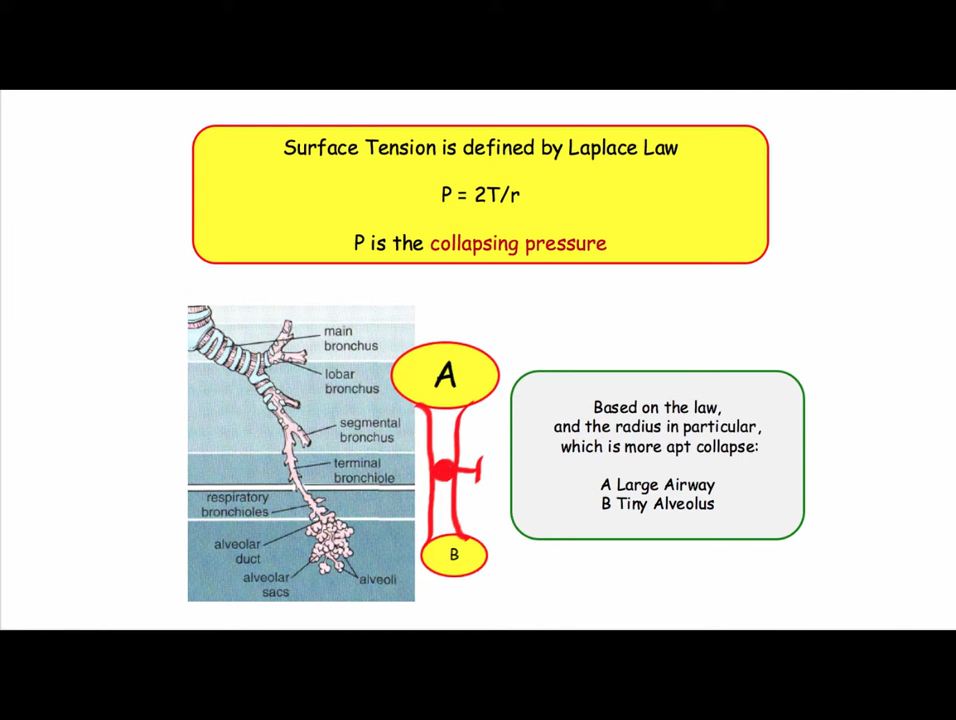 Surface Tension is defined by Laplace Law
P = 2T/r
P is the collapsing pressure
main
bronchus
lobar
bronchus
segmental
bronchus
terminal
bronchiole
respiratory
bronchioles
alveolar
duct
alveolar
sacs
alveoli
A
B
Based on the law,
and the radius in particular,
which is more apt collapse:
A Large Airway
B Tiny Alveolus